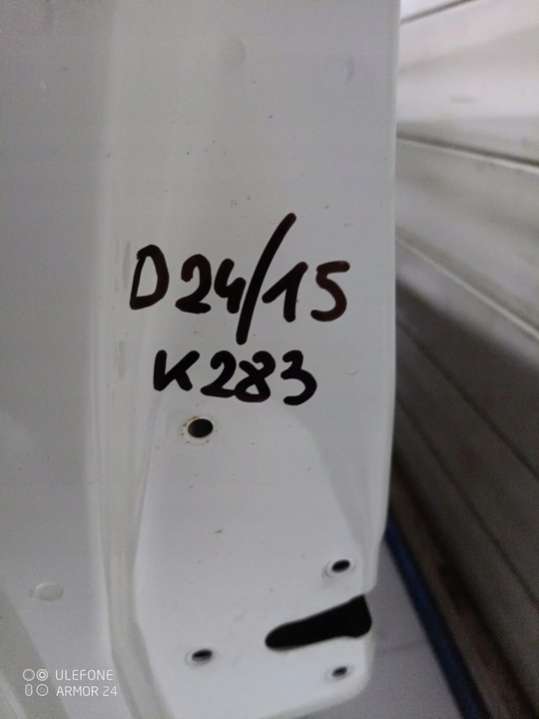 D24/15
K283
ULEFONE
ARMOR 24